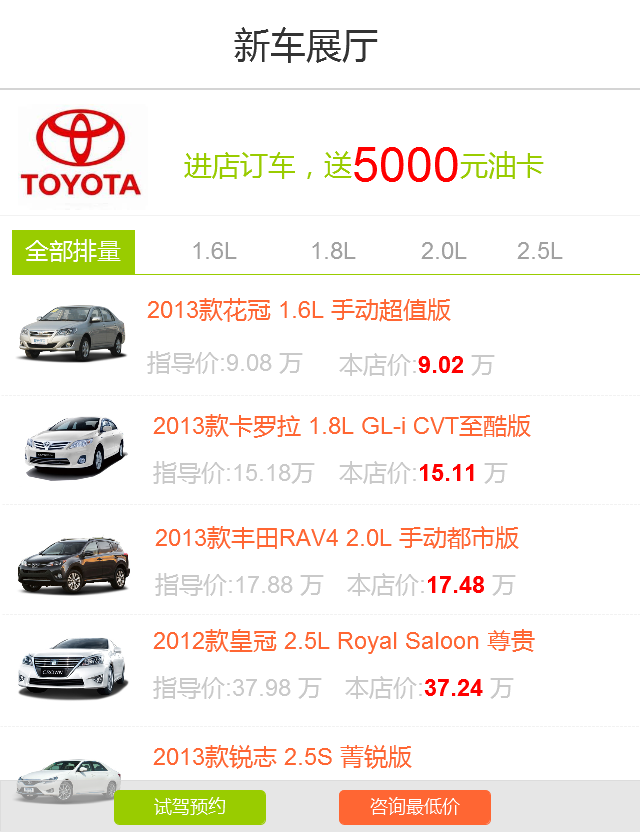 新车展厅
TOYOTA
进店订车，送5000元油卡
全部排量 1.6L 1.8L 2.0L 2.5L
2013款花冠 1.6L 手动超值版
指导价:9.08 万 本店价:9.02 万
2013款卡罗拉 1.8L GL-i CVT至酷版
指导价:15.18万 本店价:15.11 万
2013款丰田RAV4 2.0L 手动都市版
指导价:17.88 万 本店价:17.48 万
2012款皇冠 2.5L Royal Saloon 尊贵
CROWN
指导价:37.98 万 本店价:37.24 万
2013款锐志 2.5S 菁锐版
试驾预约 咨询最低价